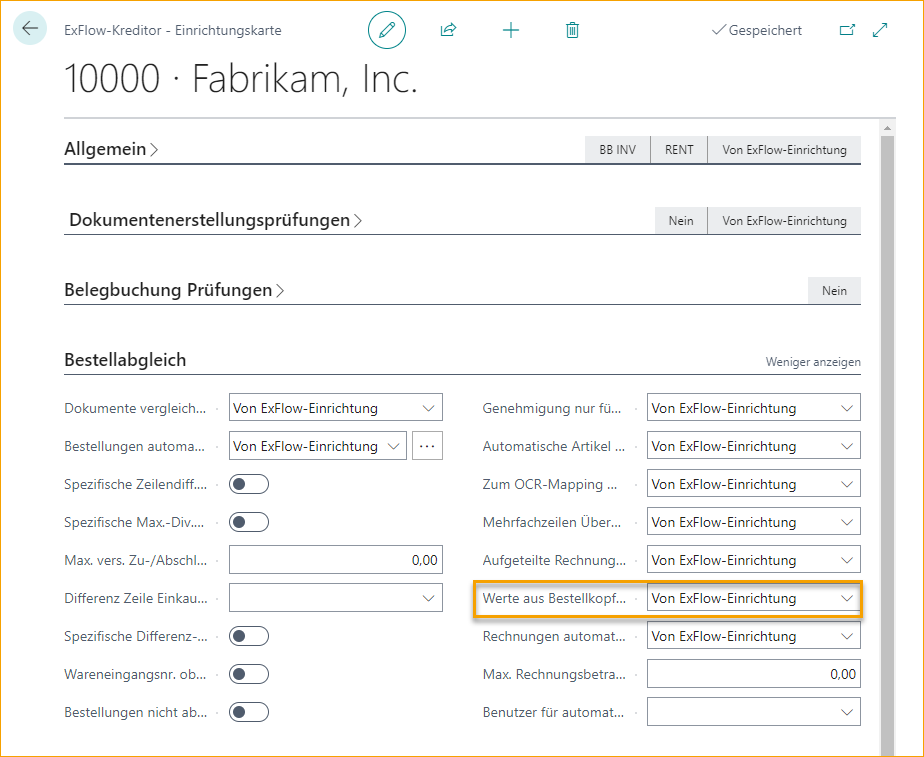 ExFlow-Kreditor - Einrichtungskarte
Gespeichert
10000 · Fabrikam, Inc.
Allgemein
BB INV
RENT
Von ExFlow-Einrichtung
Dokumentenerstellungsprüfungen
Nein
Von ExFlow-Einrichtung
Belegbuchung Prüfungen
Nein
Bestellabgleich
Weniger anzeigen
Dokumente vergleich... Von ExFlow-Einrichtung
Bestellungen automa... Von ExFlow-Einrichtung ...
Spezifische Zeilendiff....
Spezifische Max.-Div....
Max. vers. Zu-/Abschl... 0,00
Differenz Zeile Einkau...
Spezifische Differenz-...
Wareneingangsnr. ob...
Bestellungen nicht ab...
Genehmigung nur fü... Von ExFlow-Einrichtung
Automatische Artikel ... Von ExFlow-Einrichtung
Zum OCR-Mapping ... Von ExFlow-Einrichtung
Mehrfachzeilen Über... Von ExFlow-Einrichtung
Aufgeteilte Rechnung... Von ExFlow-Einrichtung
Werte aus Bestellkopf... Von ExFlow-Einrichtung
Rechnungen automat... Von ExFlow-Einrichtung
Max. Rechnungsbetra... 0,00
Benutzer für automat...